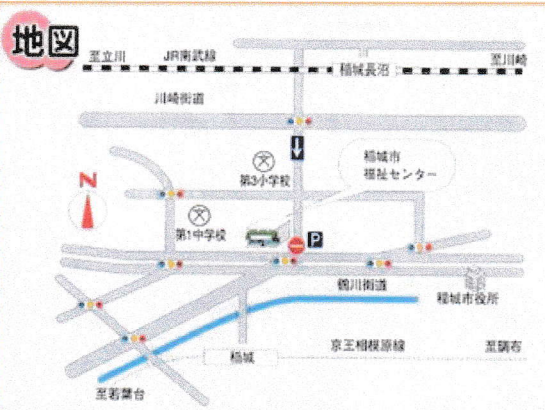 地図
至立川
JR南武線
至川崎
稲城長沼
川崎街道
稲城市
福祉センター
第3小学校
N
文
第1中学校
文
P
鶴川街道
稲城市役所
稲城
京王相模原線
至調布
至若葉台